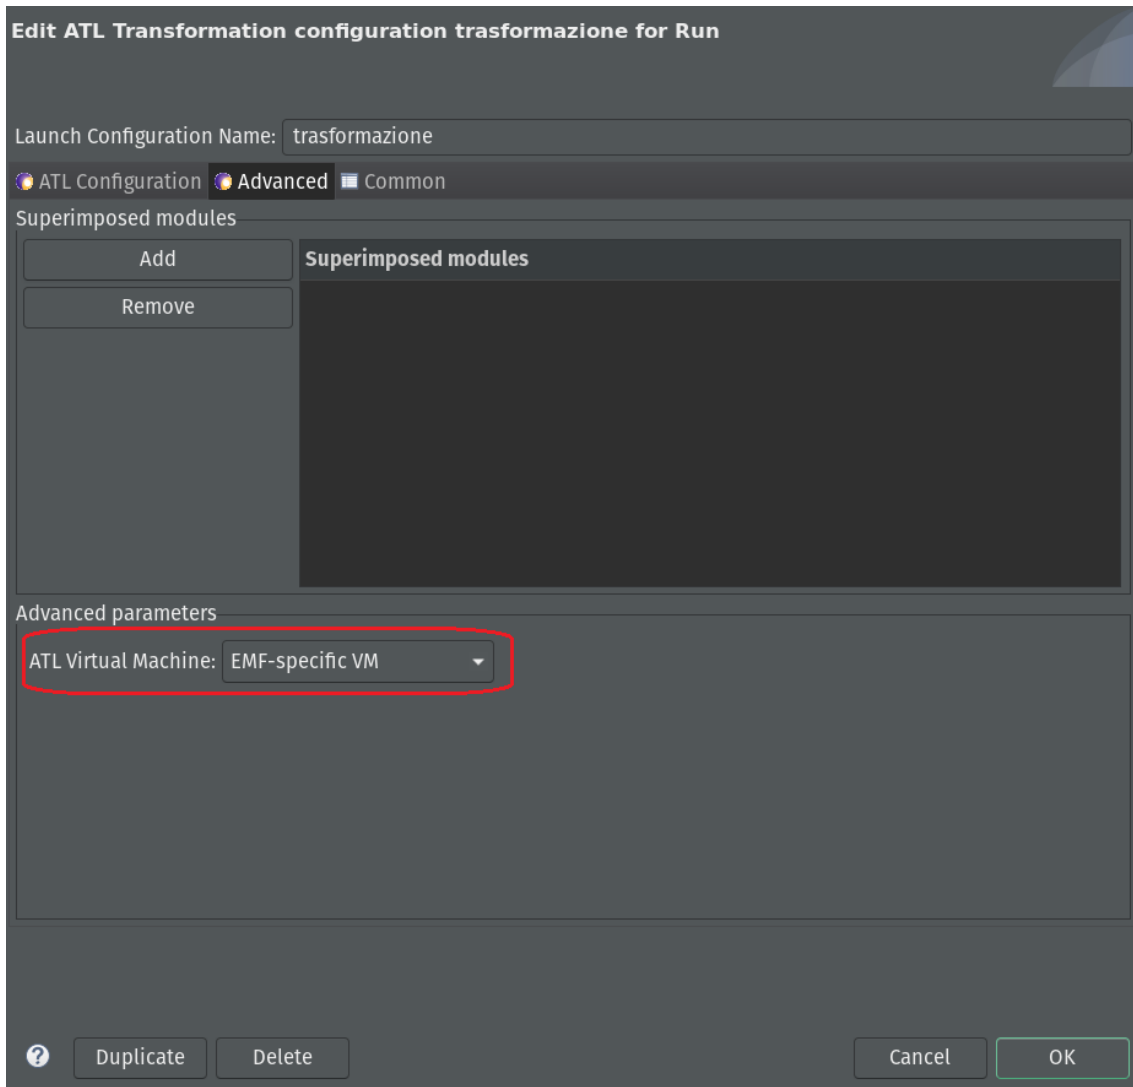 Edit ATL Transformation configuration trasformazione for Run
Launch Configuration Name: trasformazione
ATL Configuration Advanced Common
Superimposed modules
Add
Superimposed modules
Remove
Advanced parameters
ATL Virtual Machine: EMF-specific VM
? Duplicate Delete Cancel OK